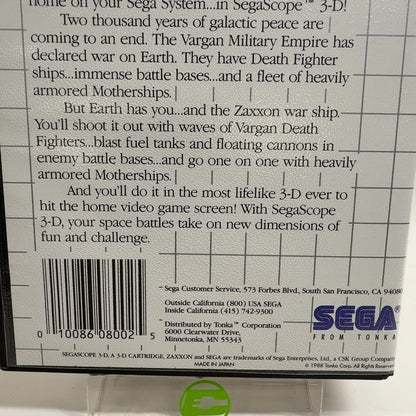 home on your Sega System...in SegaScope™ 3-D!
Two thousand years of galactic peace are
coming to an end. The Vargan Military Empire has
declared war on Earth. They have Death Fighter
ships...immense battle bases...and a fleet of heavily
armored Motherships.
But Earth has you...and the Zaxxon war ship.
You'll shoot it out with waves of Vargan Death
Fighters...blast fuel tanks and floating cannons in
enemy battle bases...and go one on one with heavily
armored Motherships.
And you'll do it in the most lifelike 3-D ever to
hit the home video game screen! With SegaScope
3-D, your space battles take on new dimensions of
fun and challenge.
Sega Customer Service, 573 Forbes Blvd., South San Francisco, CA 94080
Outside California (800) USA SEGA
Inside California (415) 742-9300
Distributed by Tonka™ Corporation
6000 Clearwater Drive,
Minnetonka, MN 55343
SEGA®
FROM TONKA
0 10086 08002 5
SEGASCOPE 3-D, A 3-D CARTRIDGE, ZAXXON and SEGA are trademarks of Sega Enterprises, Ltd., a CSK Group Company
MADE IN JAPAN
© 1988 Tonka Corp. All Rights Reserved